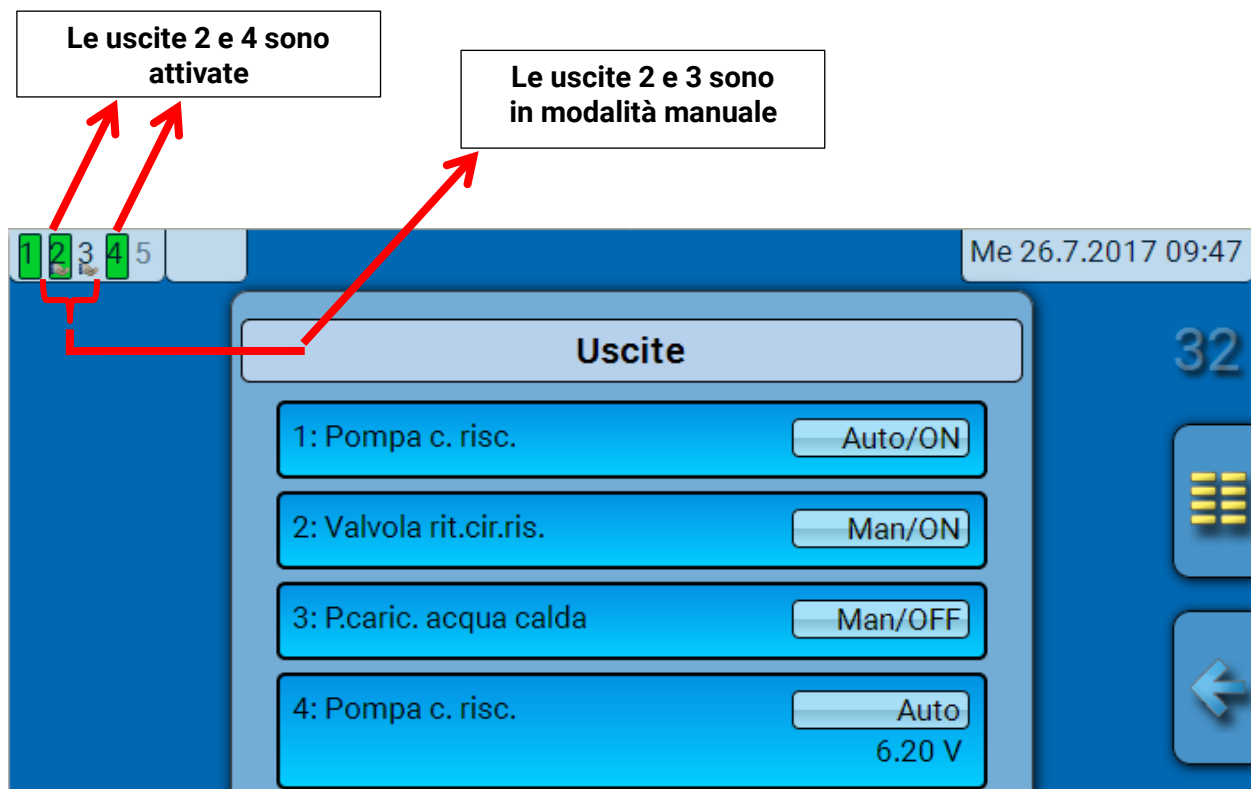 Le uscite 2 e 4 sono
attivate
Le uscite 2 e 3 sono
in modalità manuale
1 2 3 4 5
Me 26.7.2017 09:47
Uscite
32
1: Pompa c. risc.
Auto/ON
2: Valvola rit.cir.ris.
Man/ON
3: P.caric. acqua calda
Man/OFF
4: Pompa c. risc.
Auto
6.20 V